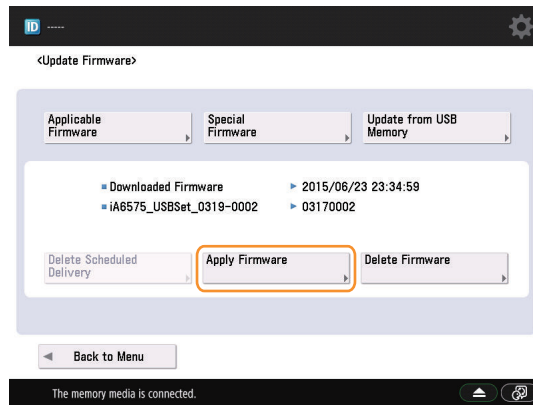 ID -----
<Update Firmware>
Applicable
Firmware
Special
Firmware
Update from USB
Memory
Downloaded Firmware
2015/06/23 23:34:59
iA6575_USBSet_0319-0002
03170002
Delete Scheduled
Delivery
Apply Firmware
Delete Firmware
Back to Menu
The memory media is connected.